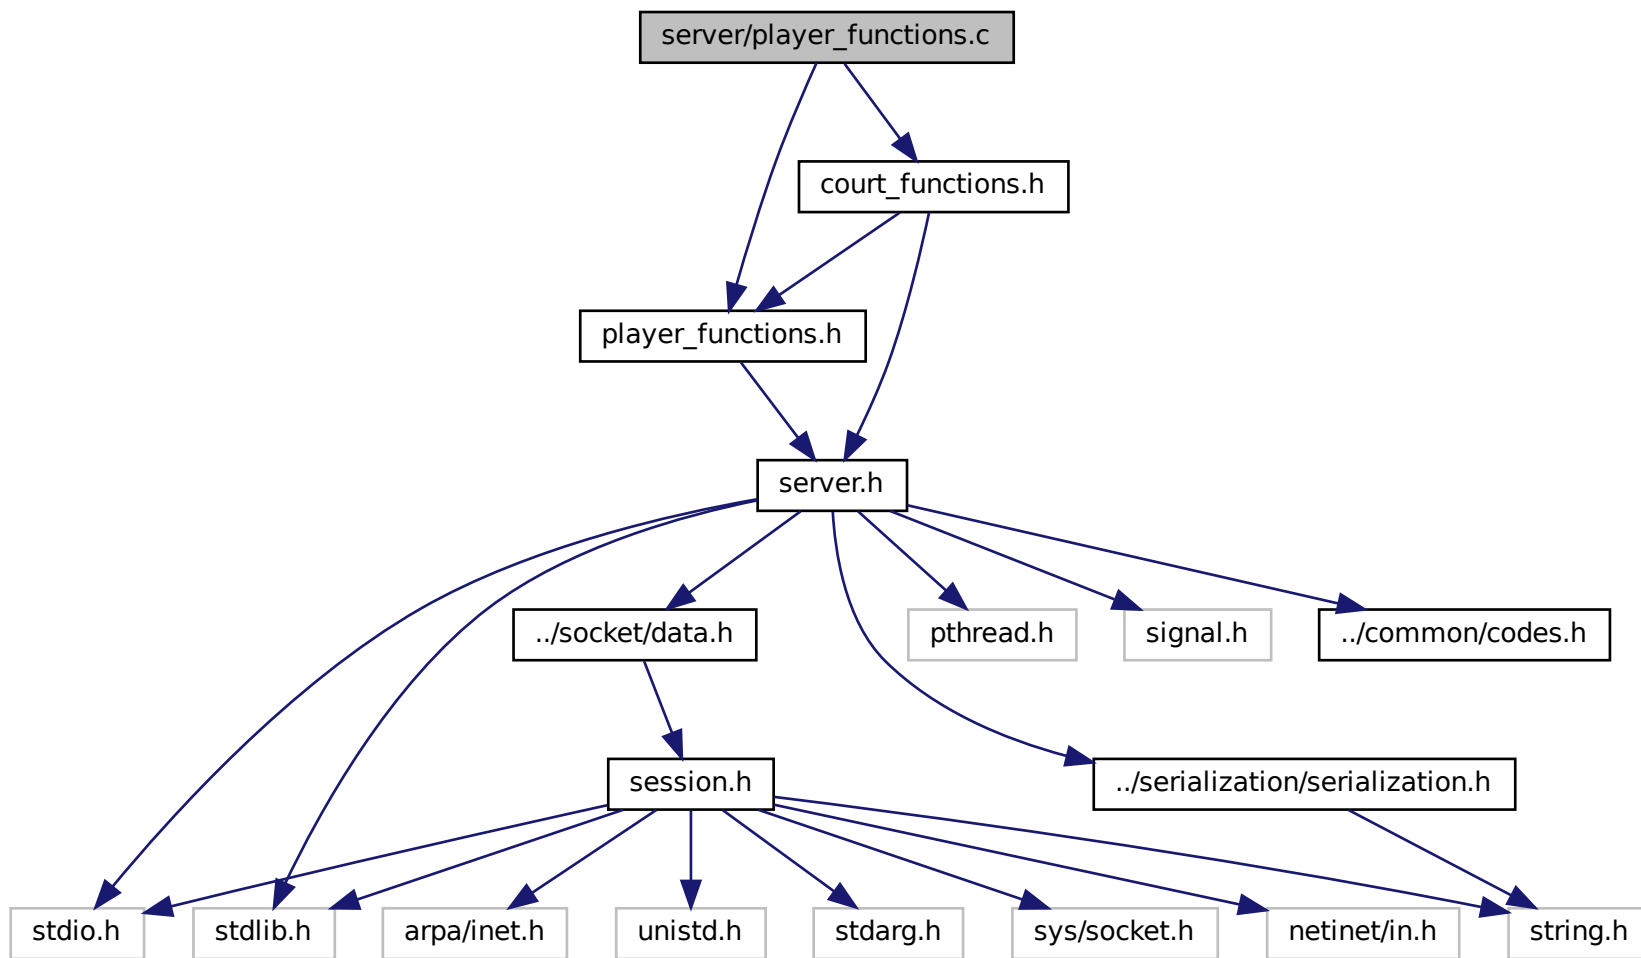 server/player_functions.c
court_functions.h
player_functions.h
server.h
../socket/data.h
pthread.h
signal.h
../common/codes.h
session.h
../serialization/serialization.h
stdio.h
stdlib.h
arpa/inet.h
unistd.h
stdarg.h
sys/socket.h
netinet/in.h
string.h